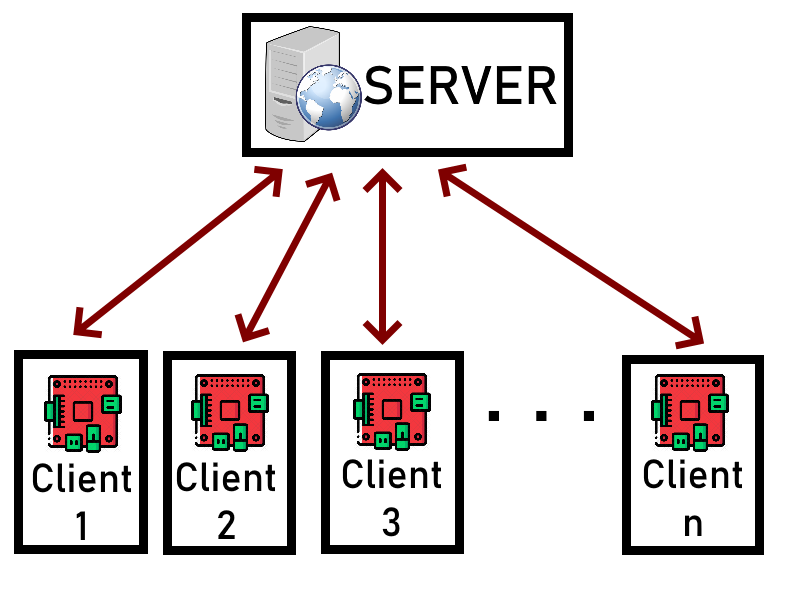 SERVER
Client
1
Client
2
Client
3
. . .
Client
n